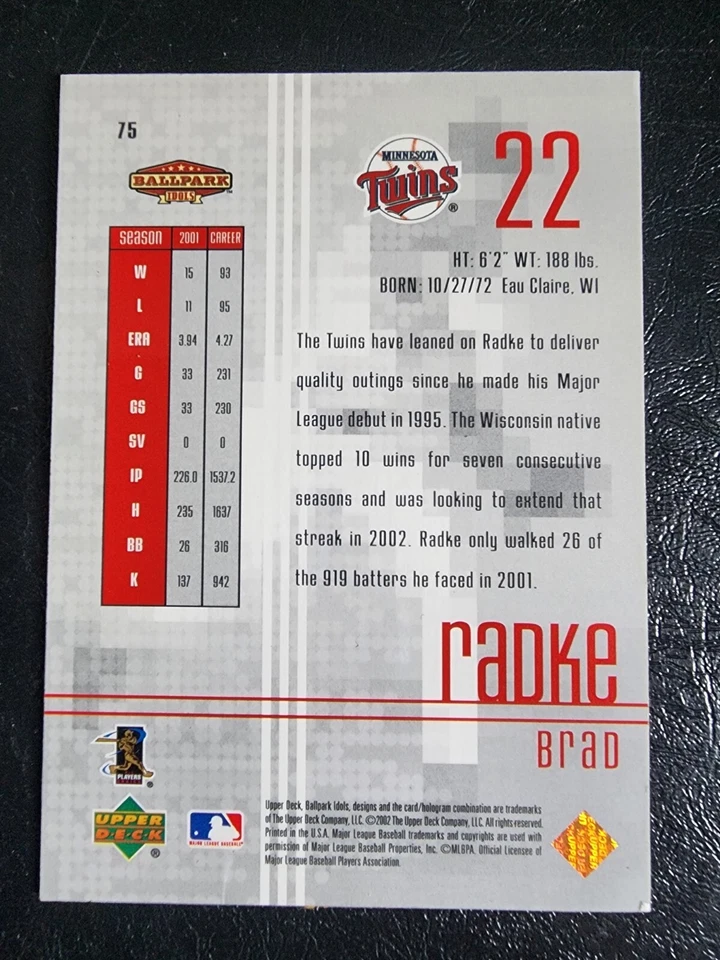 75
BALLPARK
IDOLS
TM
MINNESOTA
Twins
®
22
HT: 6'2" WT: 188 lbs.
BORN: 10/27/72 Eau Claire, WI
SEASON 2001 CAREER
W 15 93
L 11 95
ERA 3.94 4.27
G 33 231
GS 33 230
SV 0 0
IP 226.0 1537.2
H 235 1637
BB 26 316
K 137 942
The Twins have leaned on Radke to deliver
quality outings since he made his Major
League debut in 1995. The Wisconsin native
topped 10 wins for seven consecutive
seasons and was looking to extend that
streak in 2002. Radke only walked 26 of
the 919 batters he faced in 2001.
RADKE
BRAD
PLAYERS
®
UPPER
DECK
®
MAJOR LEAGUE BASEBALL
Upper Deck, Ballpark Idols, designs and the card/hologram combination are trademarks
of The Upper Deck Company, LLC. ©2002 The Upper Deck Company, LLC. All rights reserved.
Printed in the U.S.A. Major League Baseball trademarks and copyrights are used with
permission of Major League Baseball Properties, Inc. ©MLBPA. Official Licensee of
Major League Baseball Players Association.